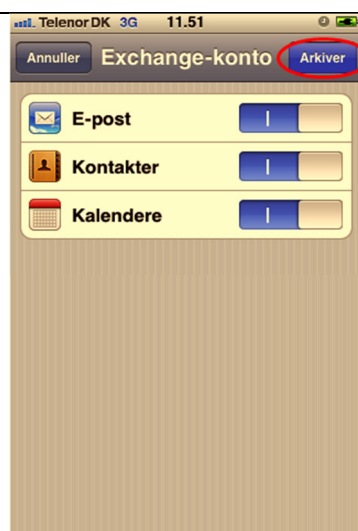 Telenor DK 3G 11.51
Annuller Exchange-konto Arkiver
E-post
Kontakter
Kalendere